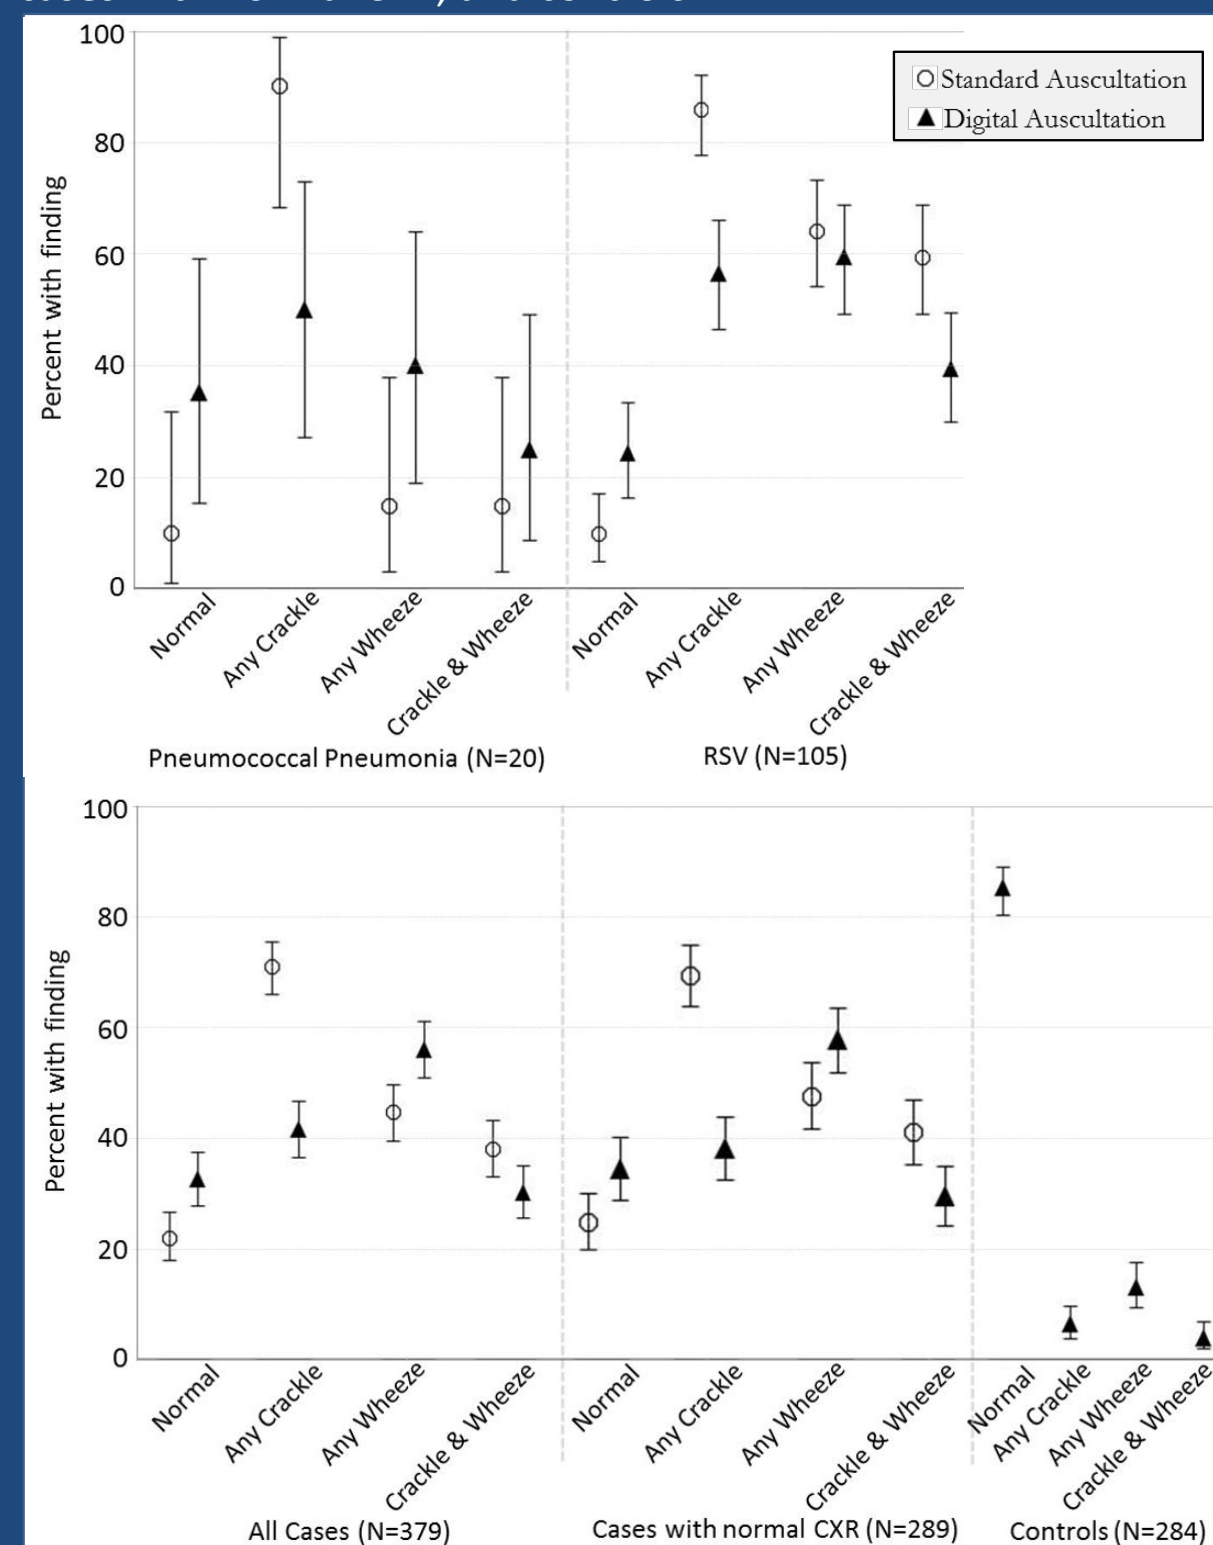 100
80
60
40
20
0
Percent with finding
Standard Auscultation
Digital Auscultation
Normal
Any Crackle
Any Wheeze
Crackle & Wheeze
Normal
Any Crackle
Any Wheeze
Crackle & Wheeze
Pneumococcal Pneumonia (N=20)
RSV (N=105)
100
80
60
40
20
0
Percent with finding
Normal
Any Crackle
Any Wheeze
Crackle & Wheeze
Normal
Any Crackle
Any Wheeze
Crackle & Wheeze
Normal
Any Crackle
Any Wheeze
Crackle & Wheeze
All Cases (N=379)
Cases with normal CXR (N=289)
Controls (N=284)